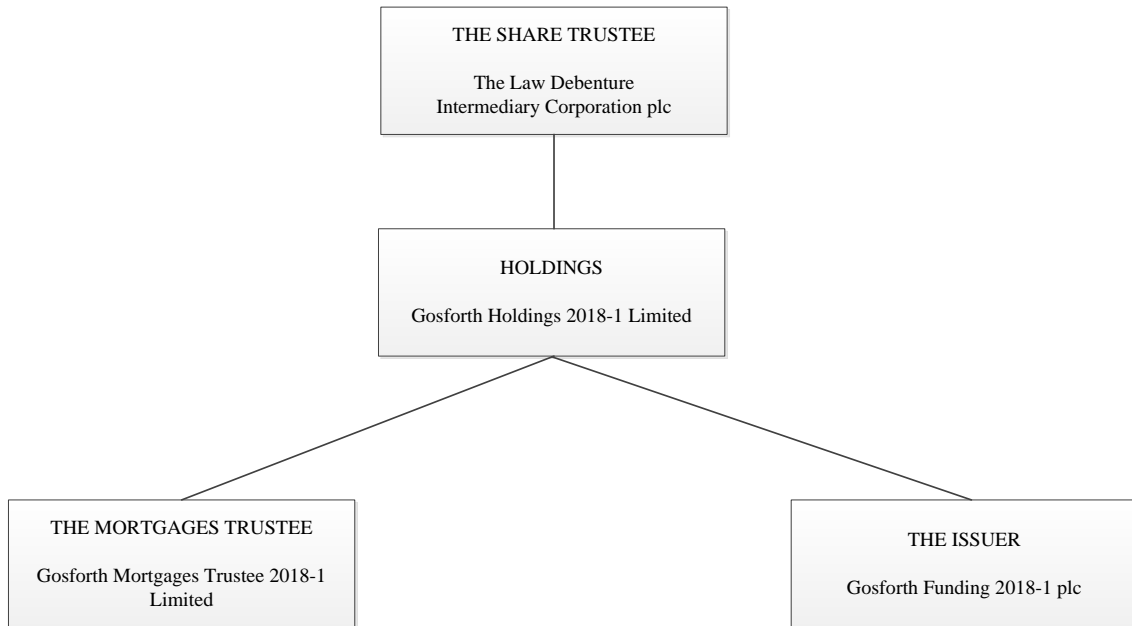 THE SHARE TRUSTEE
The Law Debenture
Intermediary Corporation plc
HOLDINGS
Gosforth Holdings 2018-1 Limited
THE MORTGAGES TRUSTEE
Gosforth Mortgages Trustee 2018-1
Limited
THE ISSUER
Gosforth Funding 2018-1 plc